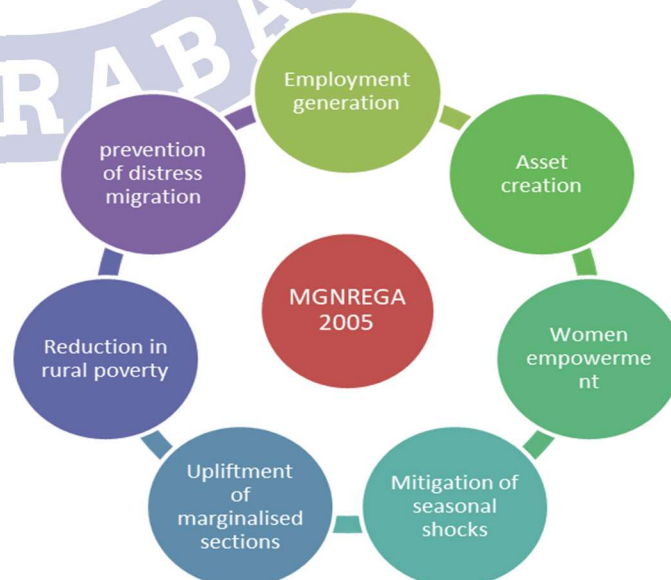 RABA
Employment
generation
Asset
creation
Women
empowerme
nt
Mitigation of
seasonal
shocks
Upliftment
of
marginalised
sections
Reduction in
rural poverty
prevention
of distress
migration
MGNREGA
2005